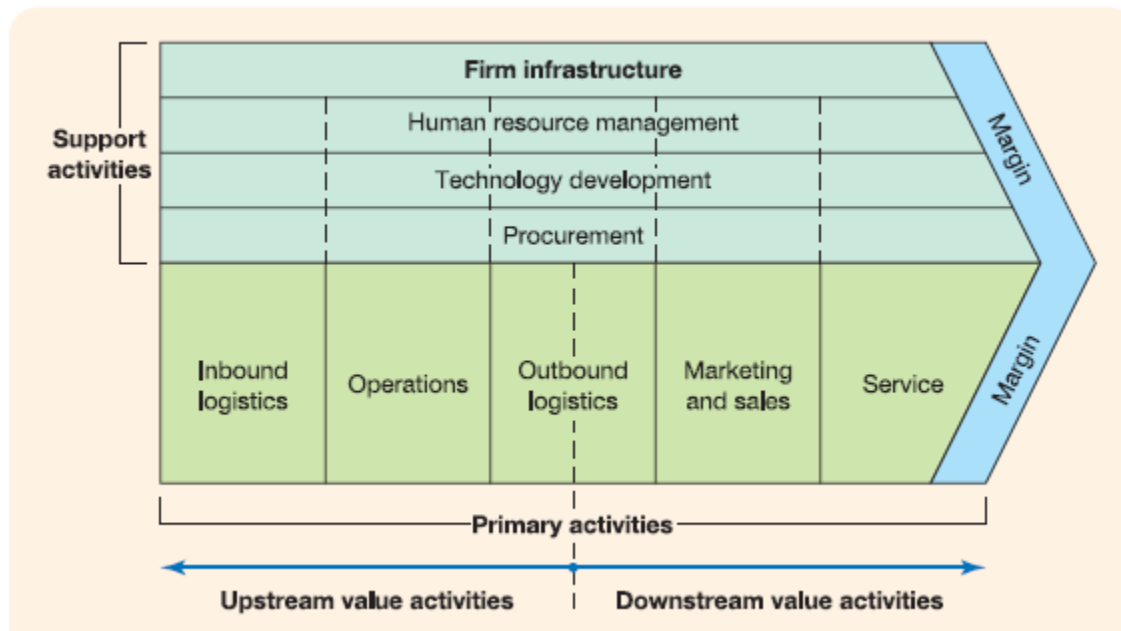 Firm infrastructure
Human resource management
Support
activities
Technology development
Procurement
Margin
Inbound
logistics
Operations
Outbound
logistics
Marketing
and sales
Service
Margin
Primary activities
Upstream value activities
Downstream value activities